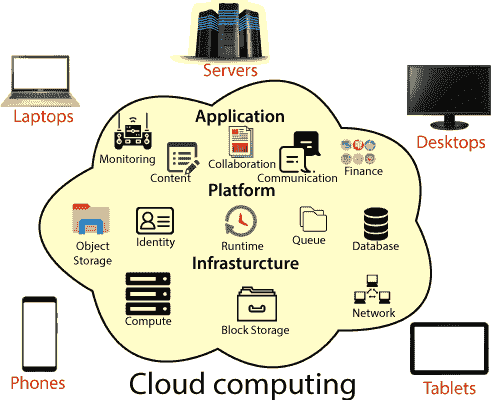 Servers
Laptops
Desktops
Application
Monitoring
Content
Collaboration
Communication
Finance
Platform
Object
Storage
Identity
Runtime
Queue
Database
Infrasturcture
Compute
Block Storage
Network
Phones
Cloud computing
Tablets